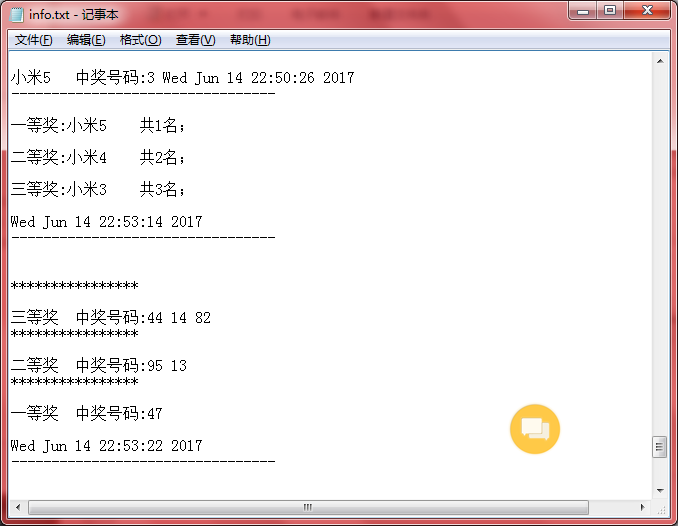 info.txt - 记事本
文件(F) 编辑(E) 格式(O) 查看(V) 帮助(H)
小米5 中奖号码:3 Wed Jun 14 22:50:26 2017
---------------------------------
一等奖:小米5 共1名;
二等奖:小米4 共2名;
三等奖:小米3 共3名;
Wed Jun 14 22:53:14 2017
---------------------------------
****************
三等奖 中奖号码:44 14 82
****************
二等奖 中奖号码:95 13
****************
一等奖 中奖号码:47
Wed Jun 14 22:53:22 2017
---------------------------------